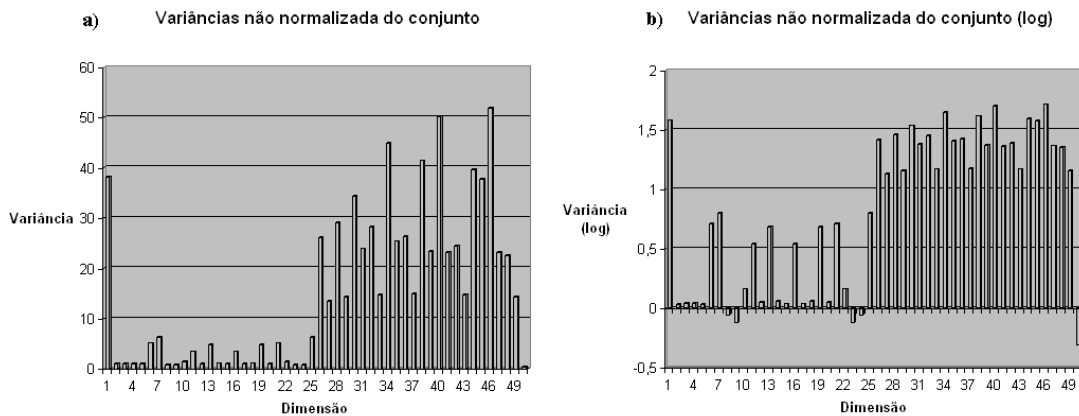 a) Variâncias não normalizada do conjunto
60
50
40
30
20
10
0
Variância
1 4 7 10 13 16 19 22 25 28 31 34 37 40 43 46 49
Dimensão
b) Variâncias não normalizada do conjunto (log)
2
1,5
1
0,5
0
-0,5
Variância
(log)
1 4 7 10 13 16 19 22 25 28 31 34 37 40 43 46 49
Dimensão